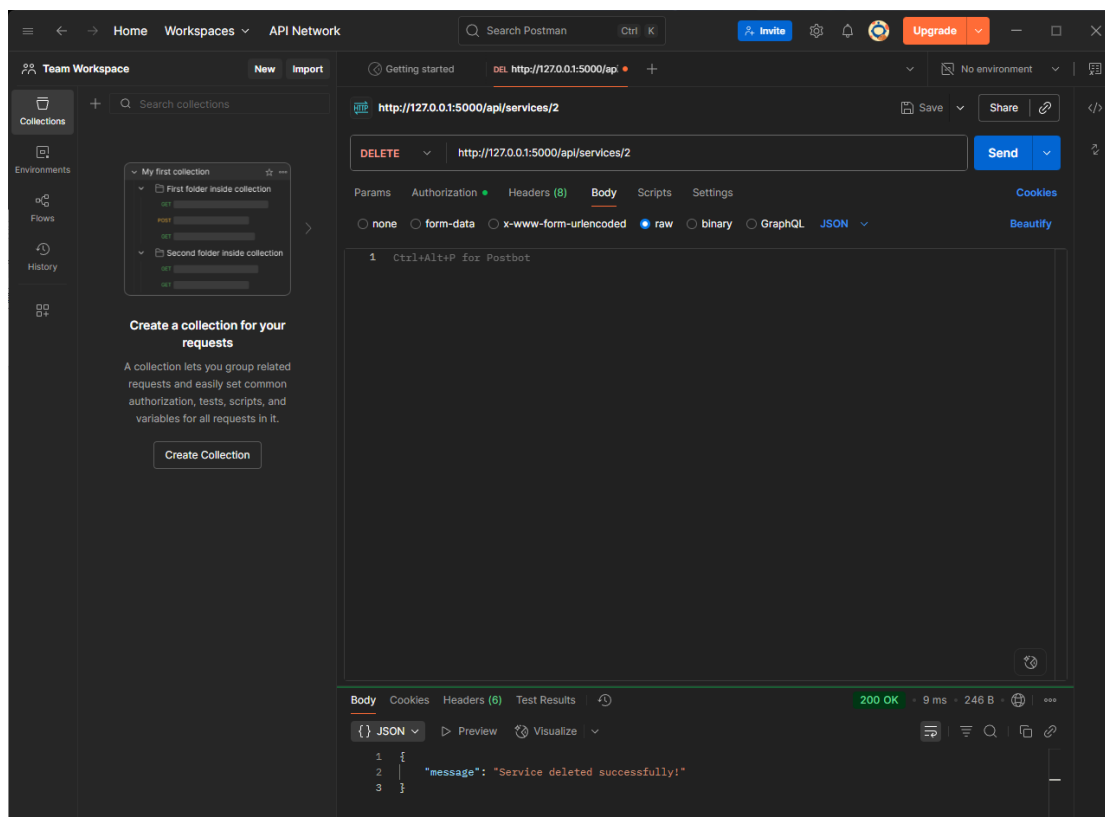 Home Workspaces API Network Search Postman Ctrl K Invite Upgrade
Team Workspace New Import Getting started DEL http://127.0.0.1:5000/ap No environment
Collections
Environments
Flows
History
Search collections
My first collection
First folder inside collection
GET
POST
GET
Second folder inside collection
GET
GET
Create a collection for your
requests
A collection lets you group related
requests and easily set common
authorization, tests, scripts, and
variables for all requests in it.
Create Collection
HTTP http://127.0.0.1:5000/api/services/2 Save Share
DELETE http://127.0.0.1:5000/api/services/2 Send
Params Authorization Headers (8) Body Scripts Settings Cookies
none form-data x-www-form-urlencoded raw binary GraphQL JSON Beautify
1 Ctrl+Alt+P for Postbot
Body Cookies Headers (6) Test Results 200 OK 9 ms 246 B
{} JSON Preview Visualize
1 {
2 "message": "Service deleted successfully!"
3 }